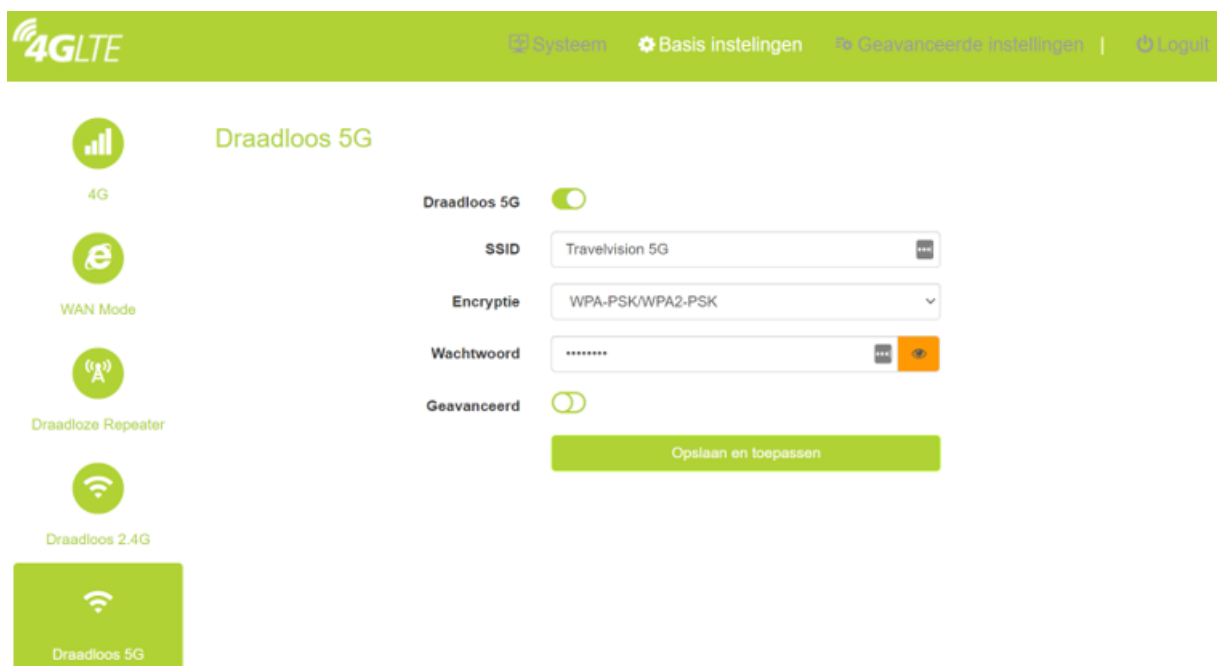 4GLTE
Systeem Basis instelingen Geavanceerde instellingen | Loguit
4G
WAN Mode
Draadloze Repeater
Draadloos 2.4G
Draadloos 5G
Draadloos 5G
Draadloos 5G
SSID Travelvision 5G
Encryptie WPA-PSK/WPA2-PSK
Wachtwoord ••••••••
Geavanceerd
Opslaan en toepassen